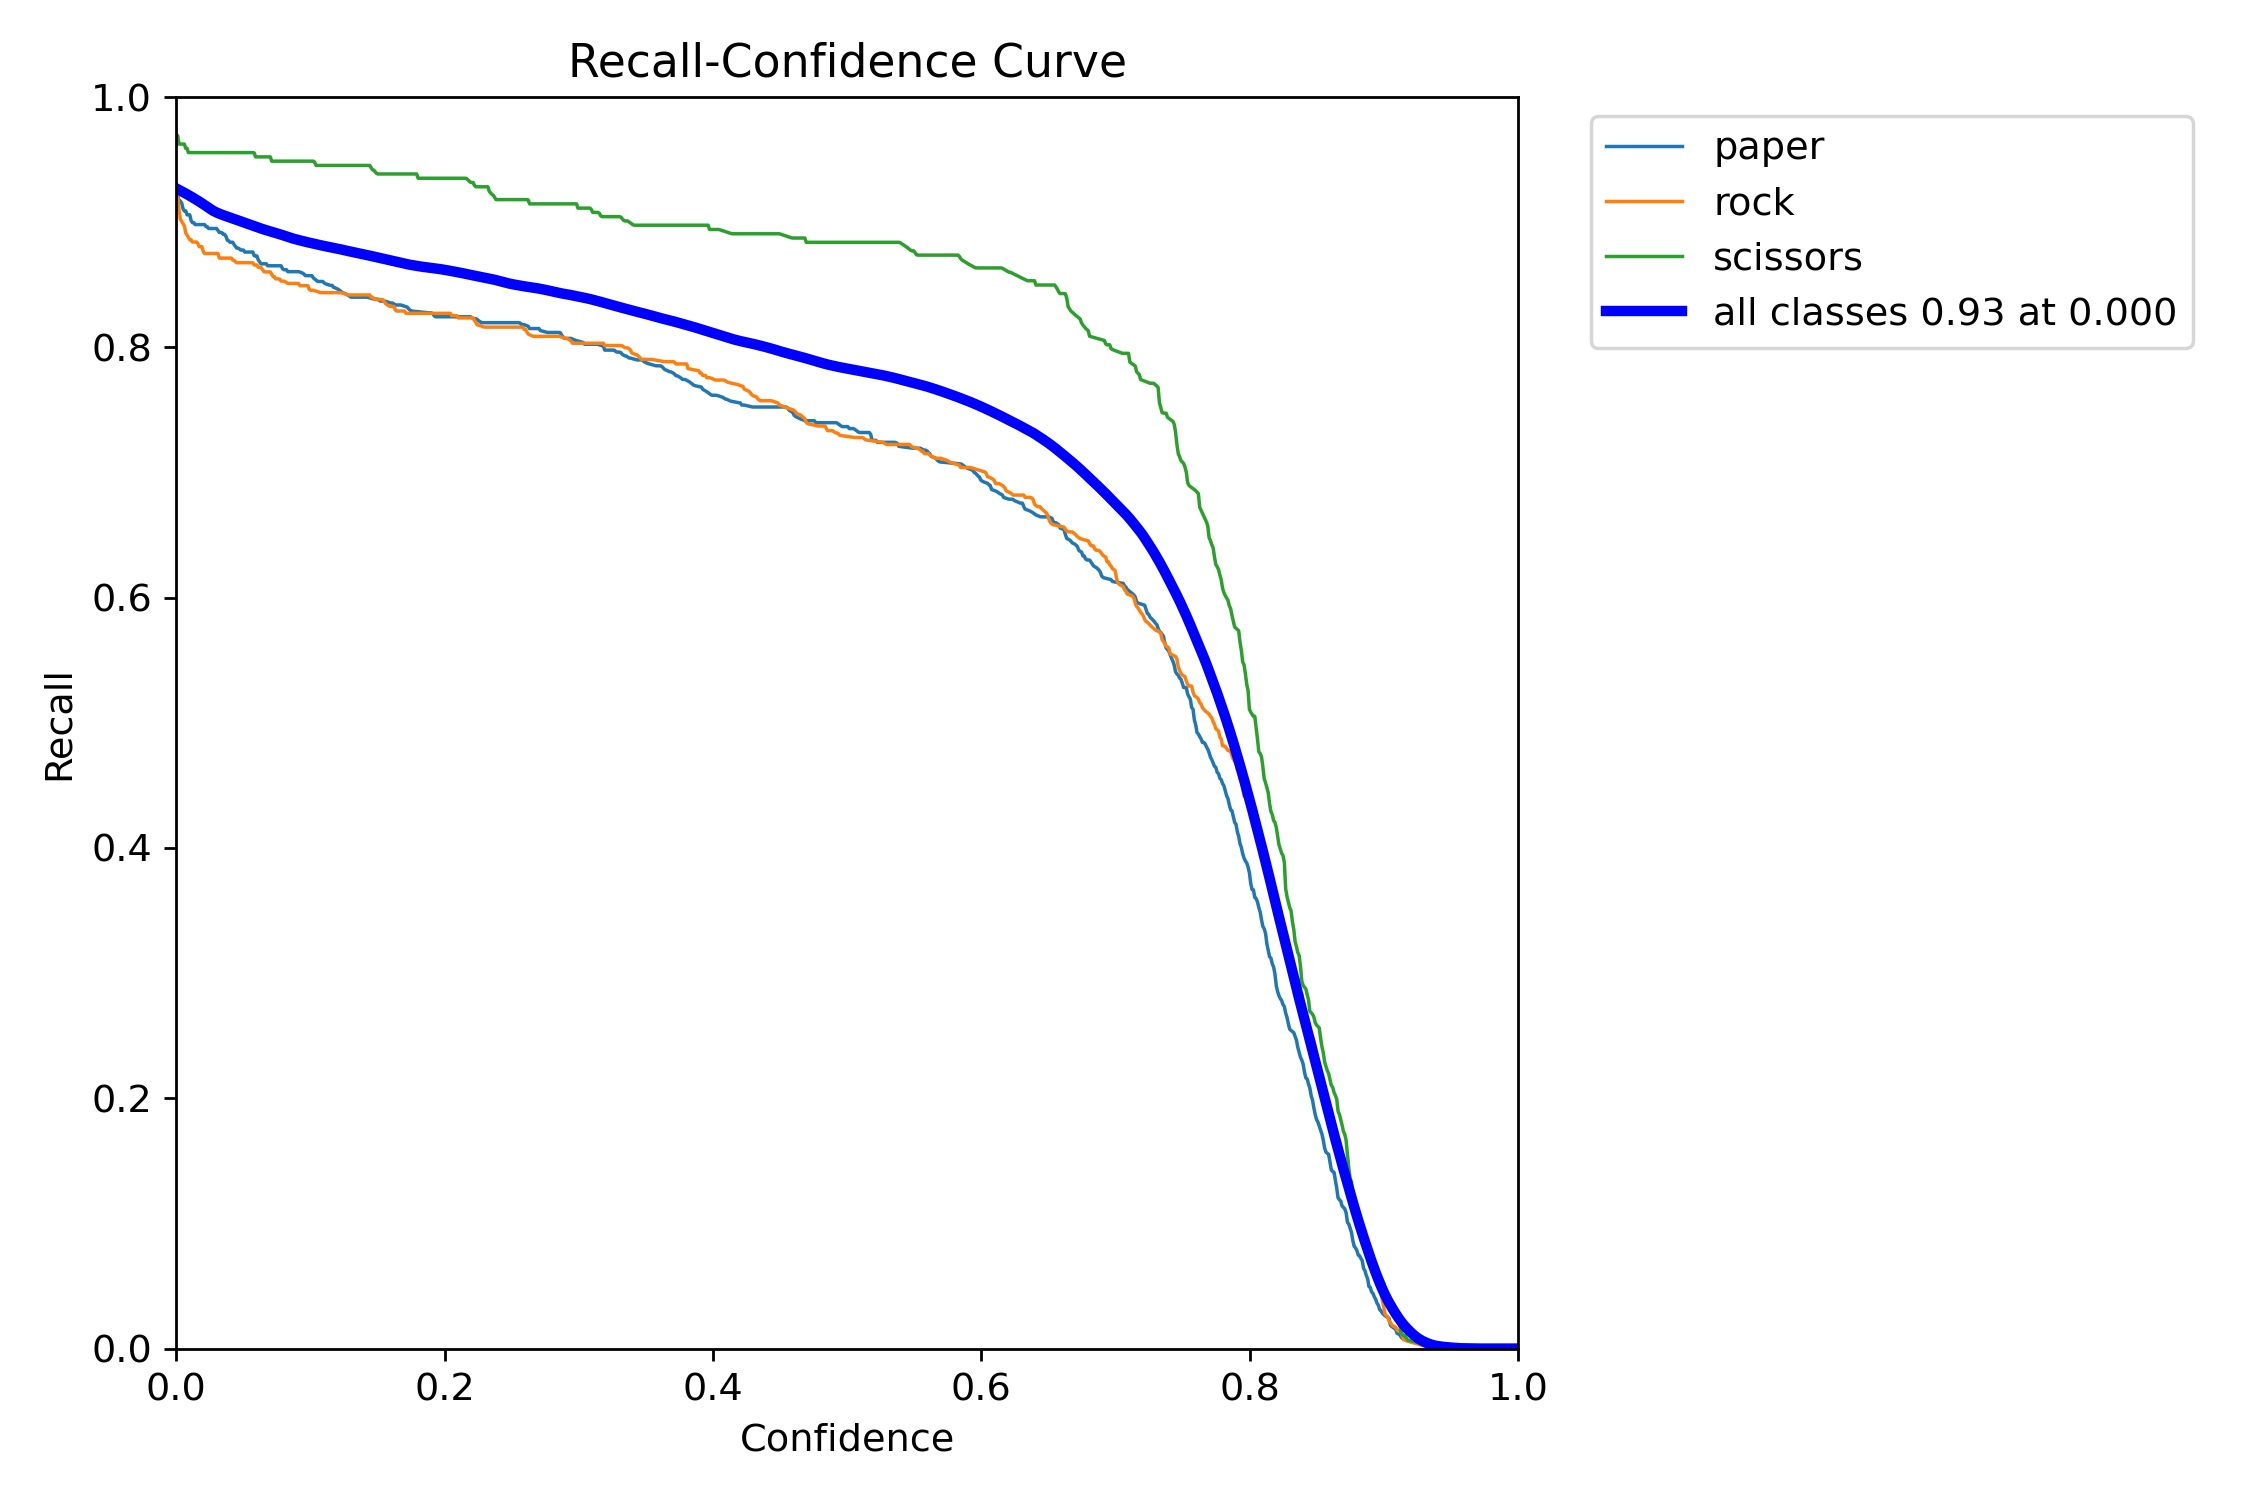 Recall-Confidence Curve
1.0
0.8
0.6
0.4
0.2
0.0
Recall
0.0 0.2 0.4 0.6 0.8 1.0
Confidence
paper
rock
scissors
all classes 0.93 at 0.000